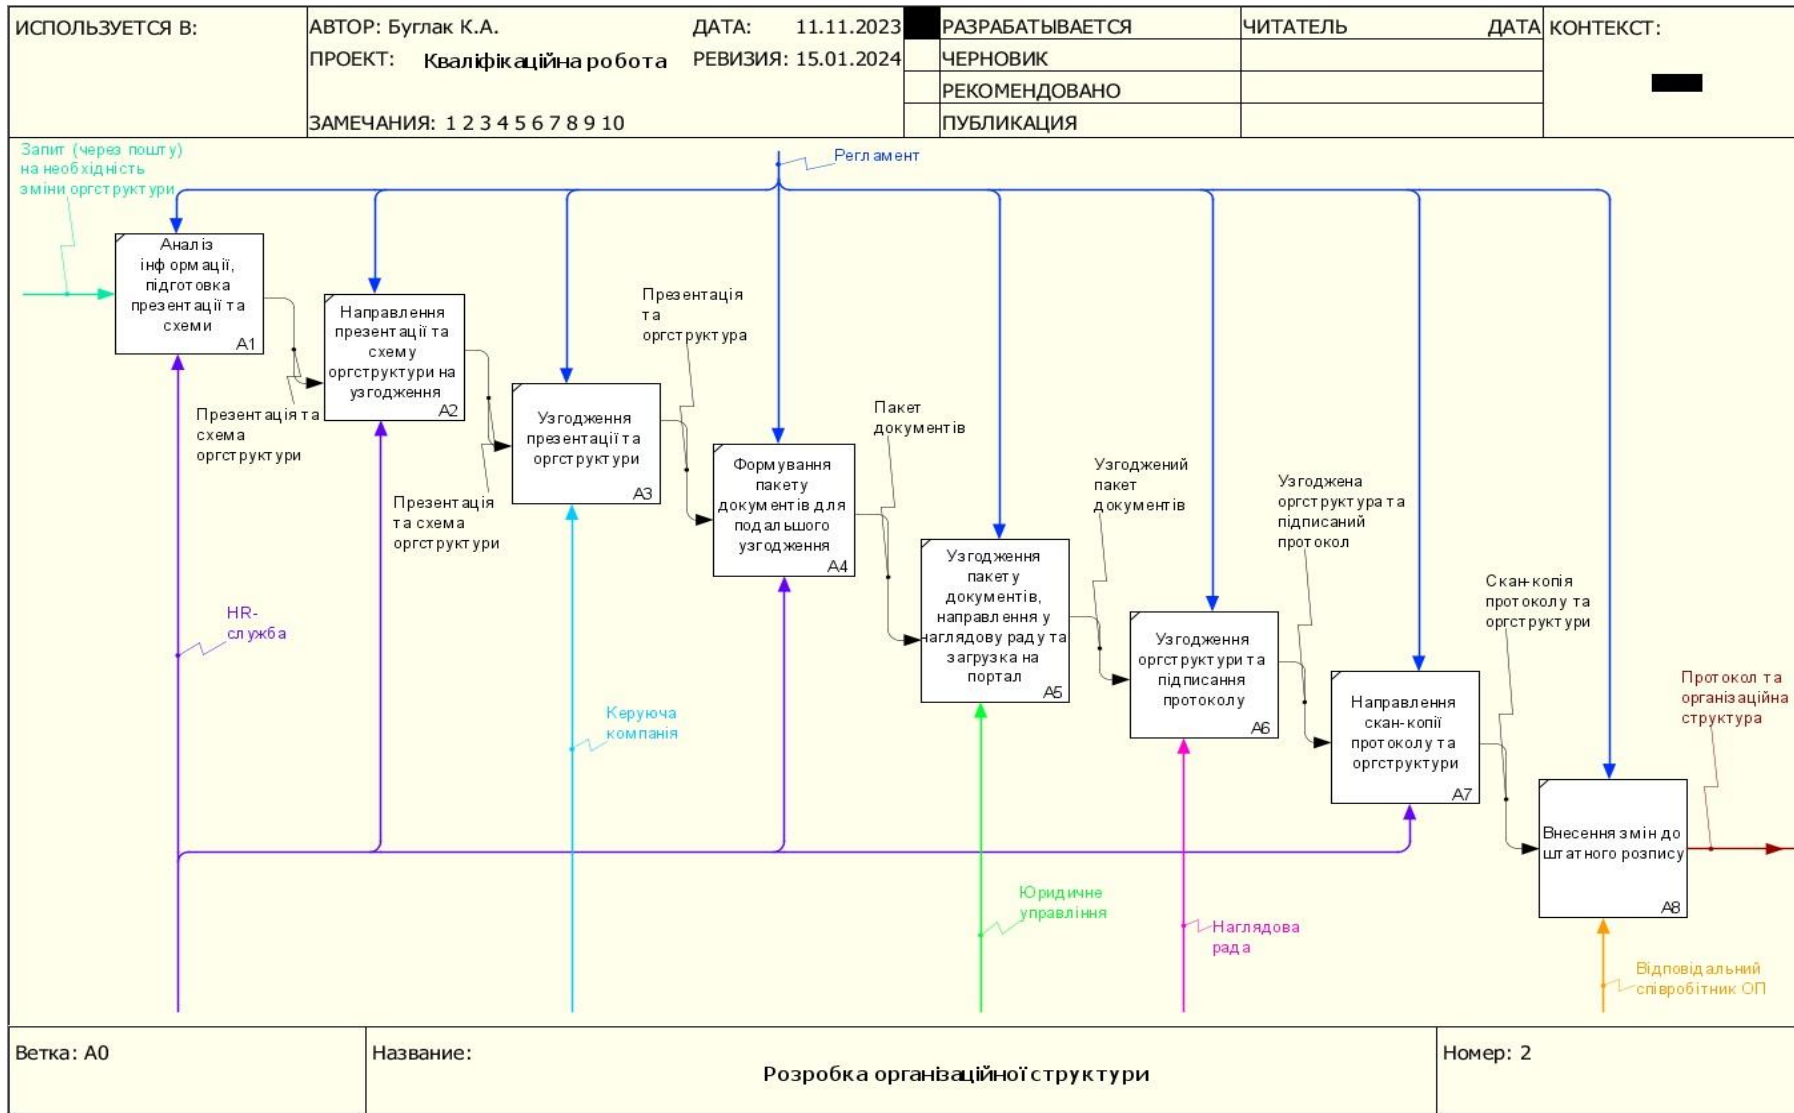 ИСПОЛЬЗУЕТСЯ В:
АВТОР: Буглак К.А.
ДАТА: 11.11.2023
ПРОЕКТ: Кваліфікаційна робота
РЕВИЗИЯ: 15.01.2024
ЗАМЕЧАНИЯ: 1 2 3 4 5 6 7 8 9 10
РАЗРАБАТЫВАЕТСЯ
ЧЕРНОВИК
РЕКОМЕНДОВАНО
ПУБЛИКАЦИЯ
ЧИТАТЕЛЬ
ДАТА
КОНТЕКСТ:
Запит (через пошту)
на необхідність
зміни оргструктури
Регламент
Аналіз
інформації,
підготовка
презентації та
схеми
A1
Презентація та
схема
оргструктури
Направлення
презентації та
схему
оргструктури на
узгодження
A2
Презентація
та схема
оргструктури
Узгодження
презентації та
оргструктури
A3
Презентація
та
оргструктура
Формування
пакету
документів для
подальшого
узгодження
A4
Пакет
документів
Узгодження
пакету
документів,
направлення у
наглядову раду та
загрузка на
портал
A5
Узгоджений
пакет
документів
Узгодження
оргструктури та
підписання
протоколу
A6
Узгоджена
оргструктура та
підписаний
протокол
Направлення
скан-копії
протоколу та
оргструктури
A7
Скан-копія
протоколу та
оргструктури
Внесення змін до
штатного розпису
A8
Протокол та
організаційна
структура
HR-
служба
Керуюча
компанія
Юридичне
управління
Наглядова
рада
Відповідальний
співробітник ОП
Ветка: A0
Название:
Розробка організаційної структури
Номер: 2